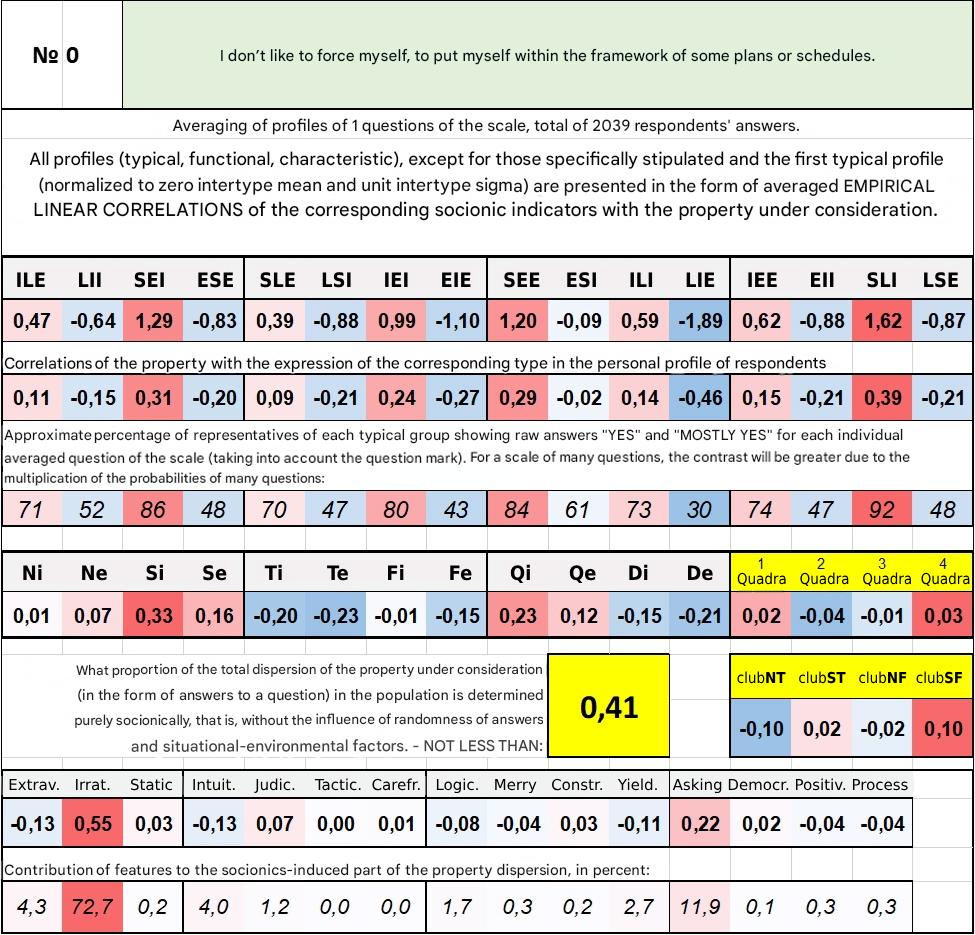 № 0
I don't like to force myself, to put myself within the framework of some plans or schedules.
Averaging of profiles of 1 questions of the scale, total of 2039 respondents' answers.
All profiles (typical, functional, characteristic), except for those specifically stipulated and the first typical profile
(normalized to zero intertype mean and unit intertype sigma) are presented in the form of averaged EMPIRICAL
LINEAR CORRELATIONS of the corresponding socionic indicators with the property under consideration.
ILE LII SEI ESE SLE LSI IEI EIE SEE ESI ILI LIE IEE EII SLI LSE
0,47 -0,64 1,29 -0,83 0,39 -0,88 0,99 -1,10 1,20 -0,09 0,59 -1,89 0,62 -0,88 1,62 -0,87
Correlations of the property with the expression of the corresponding type in the personal profile of respondents
0,11 -0,15 0,31 -0,20 0,09 -0,21 0,24 -0,27 0,29 -0,02 0,14 -0,46 0,15 -0,21 0,39 -0,21
Approximate percentage of representatives of each typical group showing raw answers "YES" and "MOSTLY YES" for each individual
averaged question of the scale (taking into account the question mark). For a scale of many questions, the contrast will be greater due to the
multiplication of the probabilities of many questions:
71 52 86 48 70 47 80 43 84 61 73 30 74 47 92 48
Ni Ne Si Se Ti Te Fi Fe Qi Qe Di De 1 Quadra 2 Quadra 3 Quadra 4 Quadra
0,01 0,07 0,33 0,16 -0,20 -0,23 -0,01 -0,15 0,23 0,12 -0,15 -0,21 0,02 -0,04 -0,01 0,03
What proportion of the total dispersion of the property under consideration
(in the form of answers to a question) in the population is determined
purely socionically, that is, without the influence of randomness of answers
and situational-environmental factors. - NOT LESS THAN:
0,41
clubNT clubST clubNF clubSF
-0,10 0,02 -0,02 0,10
Extrav. Irrat. Static Intuit. Judic. Tactic. Carefr. Logic. Merry Constr. Yield. Asking Democr. Positiv. Process
-0,13 0,55 0,03 -0,13 0,07 0,00 0,01 -0,08 -0,04 0,03 -0,11 0,22 0,02 -0,04 -0,04
Contribution of features to the socionics-induced part of the property dispersion, in percent:
4,3 72,7 0,2 4,0 1,2 0,0 0,0 1,7 0,3 0,2 2,7 11,9 0,1 0,3 0,3